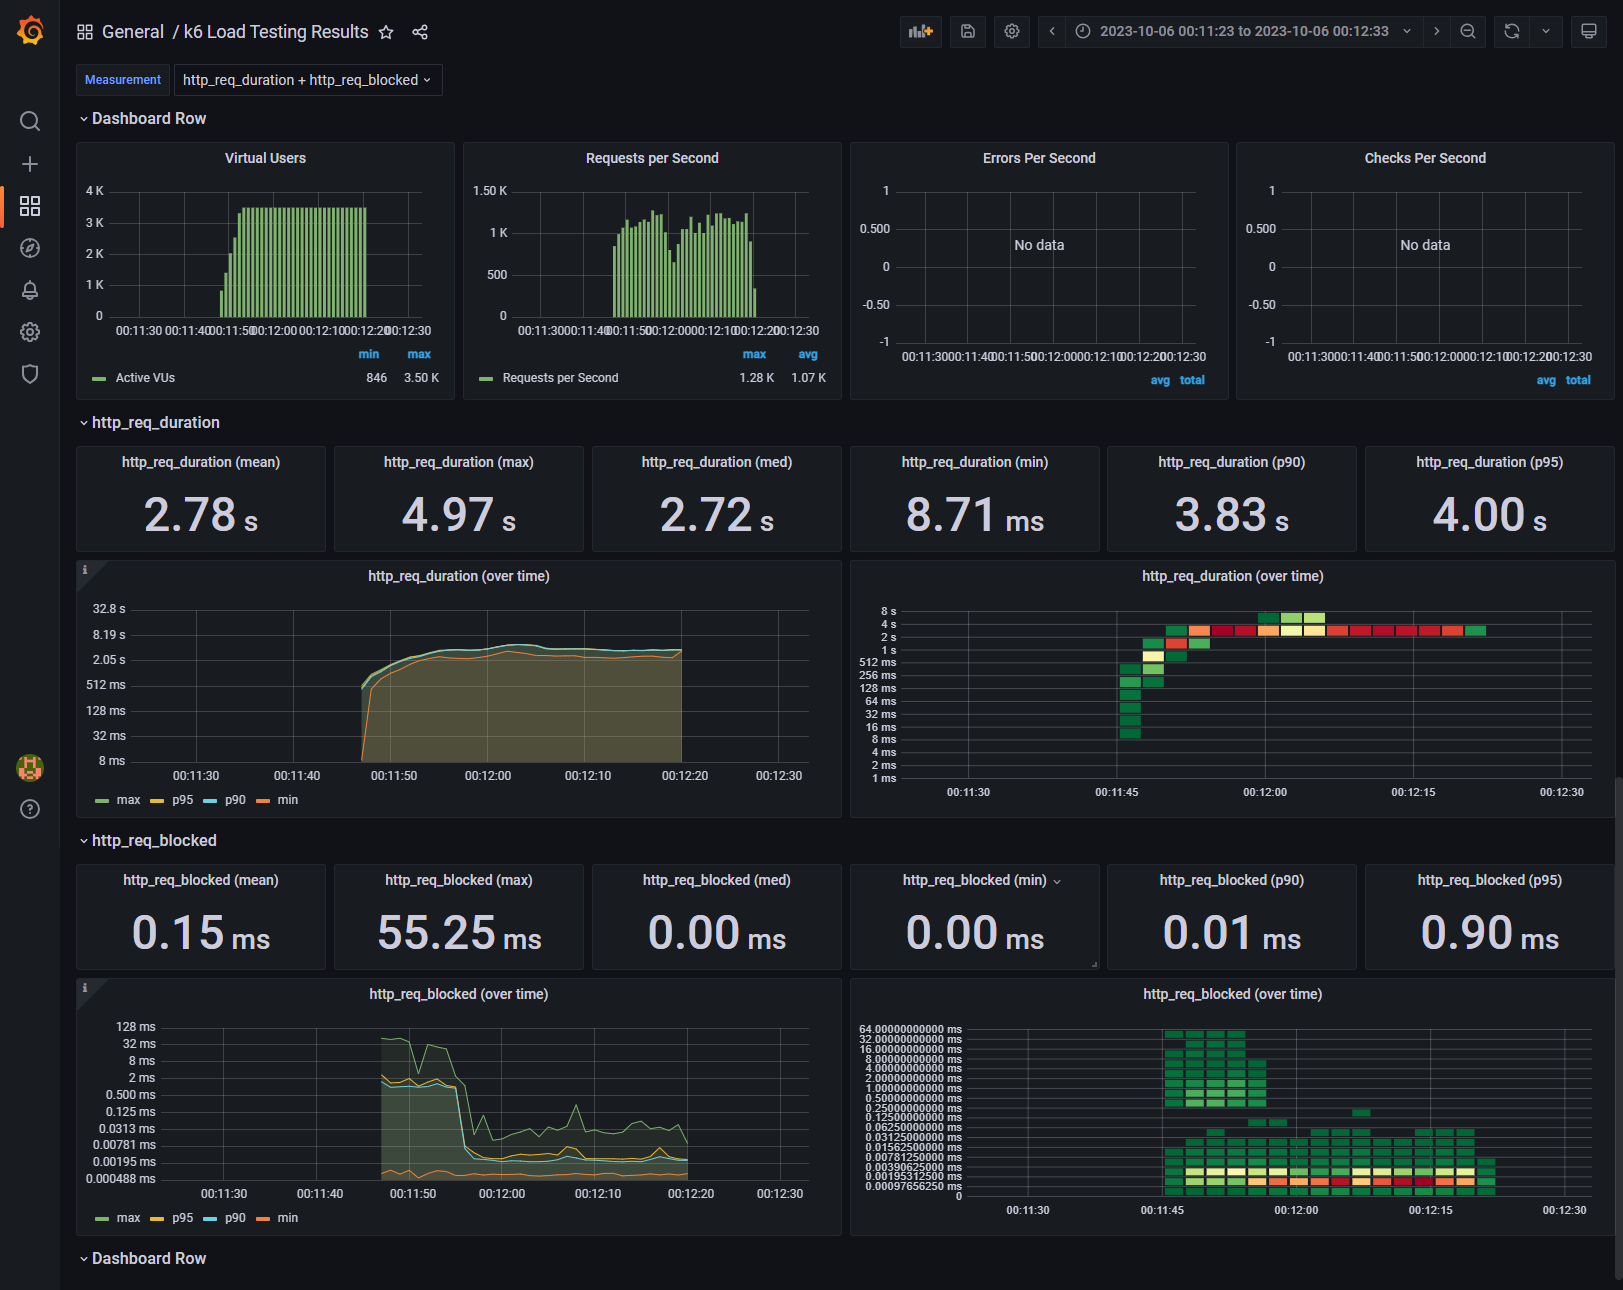 General / k6 Load Testing Results
2023-10-06 00:11:23 to 2023-10-06 00:12:33
Measurement
http_req_duration + http_req_blocked
Dashboard Row
Virtual Users
4 K
3 K
2 K
1 K
0
00:11:30 00:11:40 00:11:50 00:12:00 00:12:10 00:12:20 00:12:30
min max
Active VUs 846 3.50 K
Requests per Second
1.50 K
1 K
500
0
00:11:30 00:11:40 00:11:50 00:12:00 00:12:10 00:12:20 00:12:30
max avg
Requests per Second 1.28 K 1.07 K
Errors Per Second
1
0.500
0
-0.50
-1
No data
00:11:30 00:11:40 00:11:50 00:12:00 00:12:10 00:12:20 00:12:30
avg total
Checks Per Second
1
0.500
0
-0.50
-1
No data
00:11:30 00:11:40 00:11:50 00:12:00 00:12:10 00:12:20 00:12:30
avg total
http_req_duration
http_req_duration (mean)
2.78 s
http_req_duration (max)
4.97 s
http_req_duration (med)
2.72 s
http_req_duration (min)
8.71 ms
http_req_duration (p90)
3.83 s
http_req_duration (p95)
4.00 s
http_req_duration (over time)
32.8 s
8.19 s
2.05 s
512 ms
128 ms
32 ms
8 ms
00:11:30 00:11:40 00:11:50 00:12:00 00:12:10 00:12:20 00:12:30
max p95 p90 min
http_req_duration (over time)
8 s
4 s
2 s
1 s
512 ms
256 ms
128 ms
64 ms
32 ms
16 ms
8 ms
4 ms
2 ms
1 ms
00:11:30 00:11:45 00:12:00 00:12:15 00:12:30
http_req_blocked
http_req_blocked (mean)
0.15 ms
http_req_blocked (max)
55.25 ms
http_req_blocked (med)
0.00 ms
http_req_blocked (min)
0.00 ms
http_req_blocked (p90)
0.01 ms
http_req_blocked (p95)
0.90 ms
http_req_blocked (over time)
128 ms
32 ms
8 ms
2 ms
0.500 ms
0.125 ms
0.0313 ms
0.00781 ms
0.00195 ms
0.000488 ms
00:11:30 00:11:40 00:11:50 00:12:00 00:12:10 00:12:20 00:12:30
max p95 p90 min
http_req_blocked (over time)
64.00000000000 ms
32.00000000000 ms
16.00000000000 ms
8.00000000000 ms
4.00000000000 ms
2.00000000000 ms
1.00000000000 ms
0.50000000000 ms
0.25000000000 ms
0.12500000000 ms
0.06250000000 ms
0.03125000000 ms
0.01562500000 ms
0.00781250000 ms
0.00390625000 ms
0.00195312500 ms
0.00097656250 ms
0
00:11:30 00:11:45 00:12:00 00:12:15 00:12:30
Dashboard Row